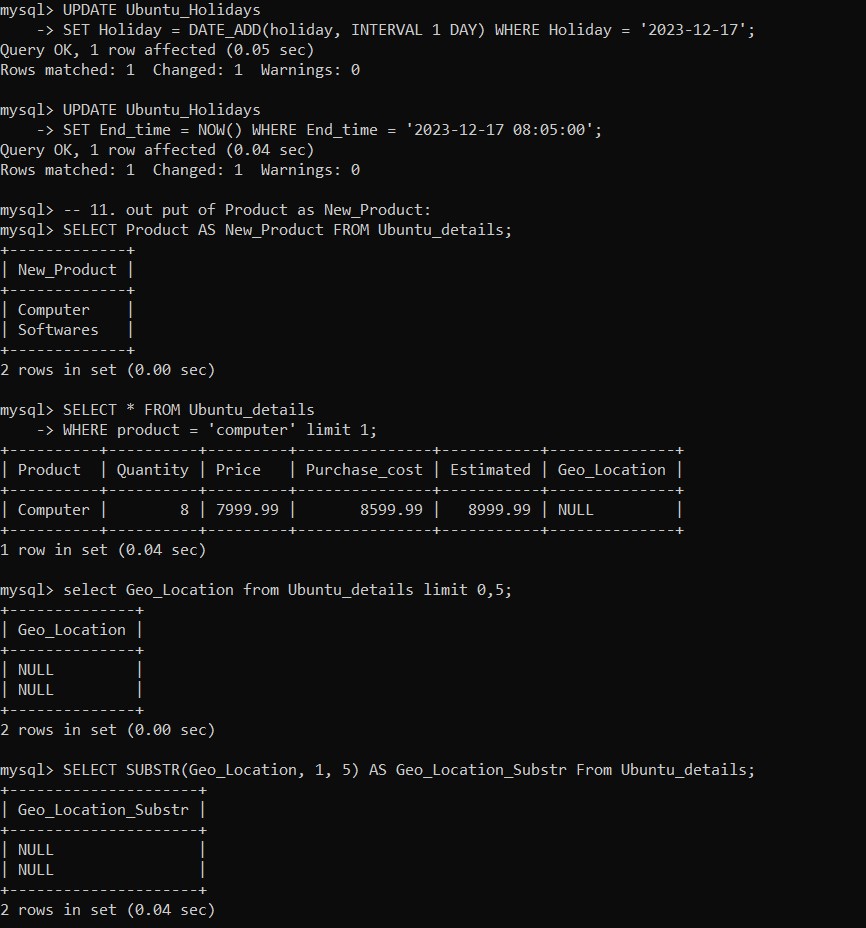 mysql> UPDATE Ubuntu_Holidays
    -> SET Holiday = DATE_ADD(holiday, INTERVAL 1 DAY) WHERE Holiday = '2023-12-17';
Query OK, 1 row affected (0.05 sec)
Rows matched: 1  Changed: 1  Warnings: 0

mysql> UPDATE Ubuntu_Holidays
    -> SET End_time = NOW() WHERE End_time = '2023-12-17 08:05:00';
Query OK, 1 row affected (0.04 sec)
Rows matched: 1  Changed: 1  Warnings: 0

mysql> -- 11. out put of Product as New_Product:
mysql> SELECT Product AS New_Product FROM Ubuntu_details;
+-------------+
| New_Product |
+-------------+
| Computer    |
| Softwares   |
+-------------+
2 rows in set (0.00 sec)

mysql> SELECT * FROM Ubuntu_details
    -> WHERE product = 'computer' limit 1;
+----------+----------+---------+---------------+-----------+--------------+
| Product  | Quantity | Price   | Purchase_cost | Estimated | Geo_Location |
+----------+----------+---------+---------------+-----------+--------------+
| Computer |        8 | 7999.99 |       8599.99 |   8999.99 | NULL         |
+----------+----------+---------+---------------+-----------+--------------+
1 row in set (0.04 sec)

mysql> select Geo_Location from Ubuntu_details limit 0,5;
+--------------+
| Geo_Location |
+--------------+
| NULL         |
| NULL         |
+--------------+
2 rows in set (0.00 sec)

mysql> SELECT SUBSTR(Geo_Location, 1, 5) AS Geo_Location_Substr From Ubuntu_details;
+---------------------+
| Geo_Location_Substr |
+---------------------+
| NULL                |
| NULL                |
+---------------------+
2 rows in set (0.04 sec)